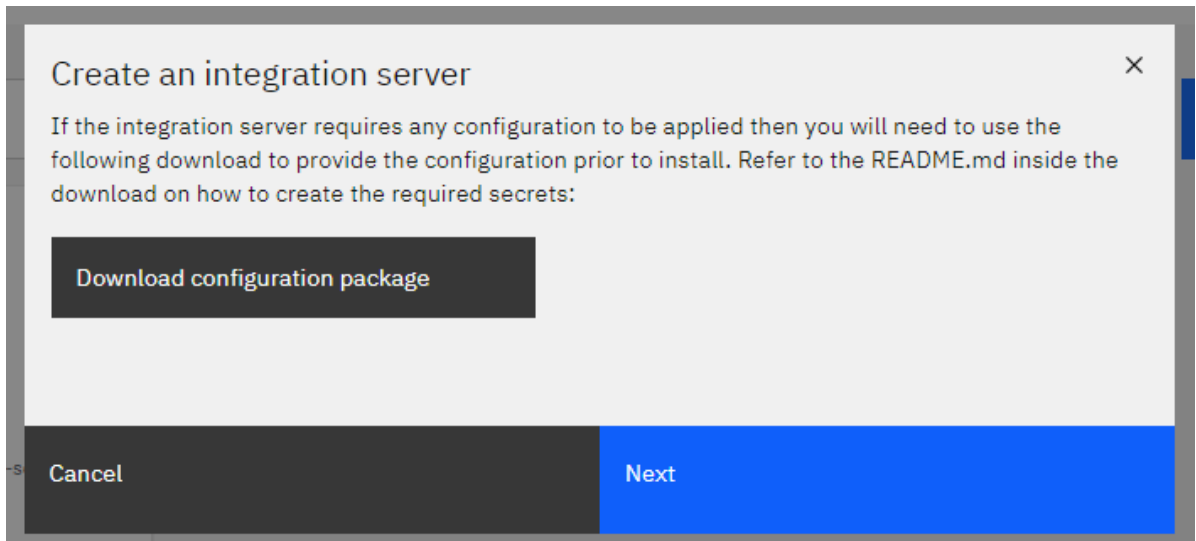 Create an integration server
If the integration server requires any configuration to be applied then you will need to use the
following download to provide the configuration prior to install. Refer to the README.md inside the
download on how to create the required secrets:
Download configuration package
Cancel
Next